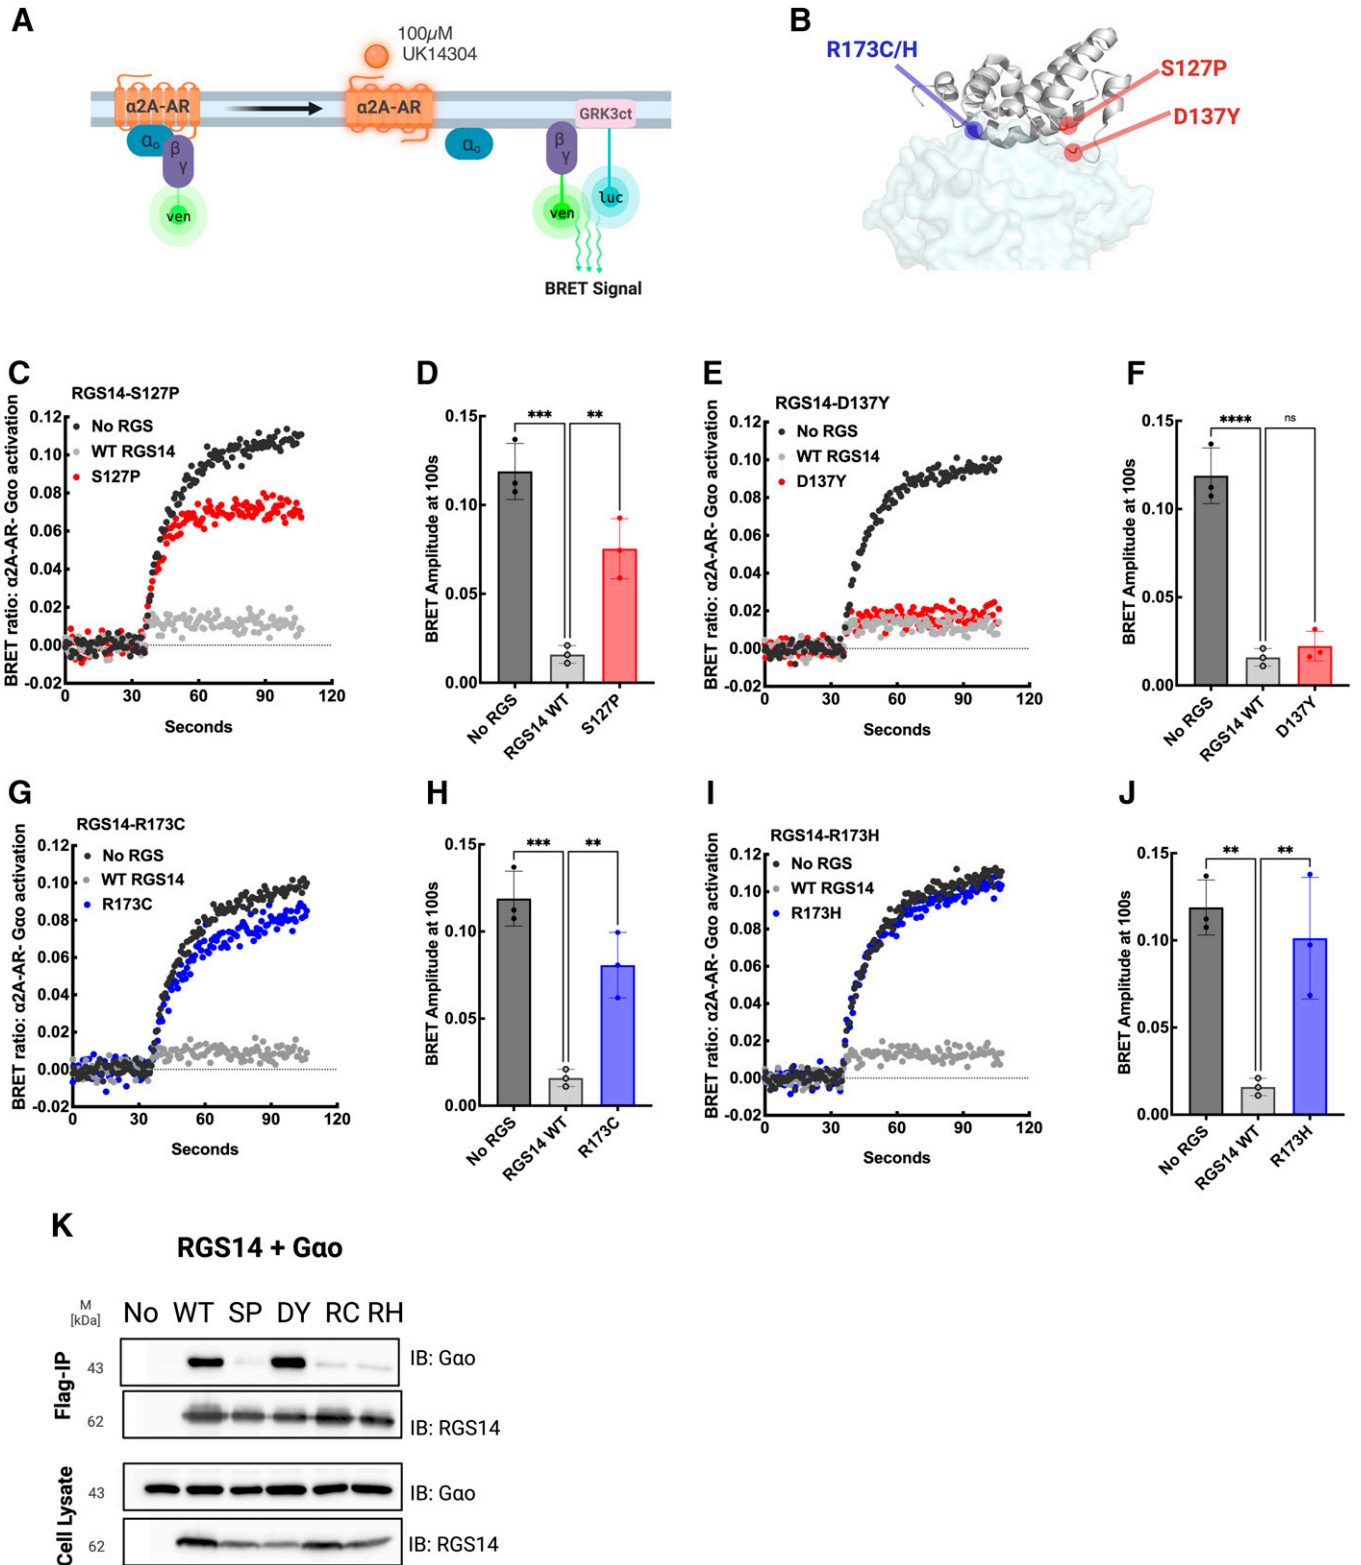 A
100µM
UK14304
α2A-AR
α2A-AR
GRK3ct
αo
β
γ
αo
β
γ
ven
ven
luc
BRET Signal
B
R173C/H
S127P
D137Y
C
RGS14-S127P
BRET ratio: α2A-AR- Gαo activation
0.12
0.10
0.08
0.06
0.04
0.02
0.00
-0.02
No RGS
WT RGS14
S127P
0
30
60
90
120
Seconds
D
BRET Amplitude at 100s
0.15
0.10
0.05
0.00
***
**
No RGS
RGS14 WT
S127P
E
RGS14-D137Y
BRET ratio: α2A-AR- Gαo activation
0.12
0.10
0.08
0.06
0.04
0.02
0.00
-0.02
No RGS
WT RGS14
D137Y
0
30
60
90
120
Seconds
F
BRET Amplitude at 100s
0.15
0.10
0.05
0.00
****
ns
No RGS
RGS14 WT
D137Y
G
RGS14-R173C
BRET ratio: α2A-AR- Gαo activation
0.12
0.10
0.08
0.06
0.04
0.02
0.00
-0.02
No RGS
WT RGS14
R173C
0
30
60
90
120
Seconds
H
BRET Amplitude at 100s
0.15
0.10
0.05
0.00
***
**
No RGS
RGS14 WT
R173C
I
RGS14-R173H
BRET ratio: α2A-AR- Gαo activation
0.12
0.10
0.08
0.06
0.04
0.02
0.00
-0.02
No RGS
WT RGS14
R173H
0
30
60
90
120
Seconds
J
BRET Amplitude at 100s
0.15
0.10
0.05
0.00
**
**
No RGS
RGS14 WT
R173H
K
RGS14 + Gαo
M
[kDa]
No WT SP DY RC RH
Flag-IP
43
IB: Gαo
62
IB: RGS14
Cell Lysate
43
IB: Gαo
62
IB: RGS14